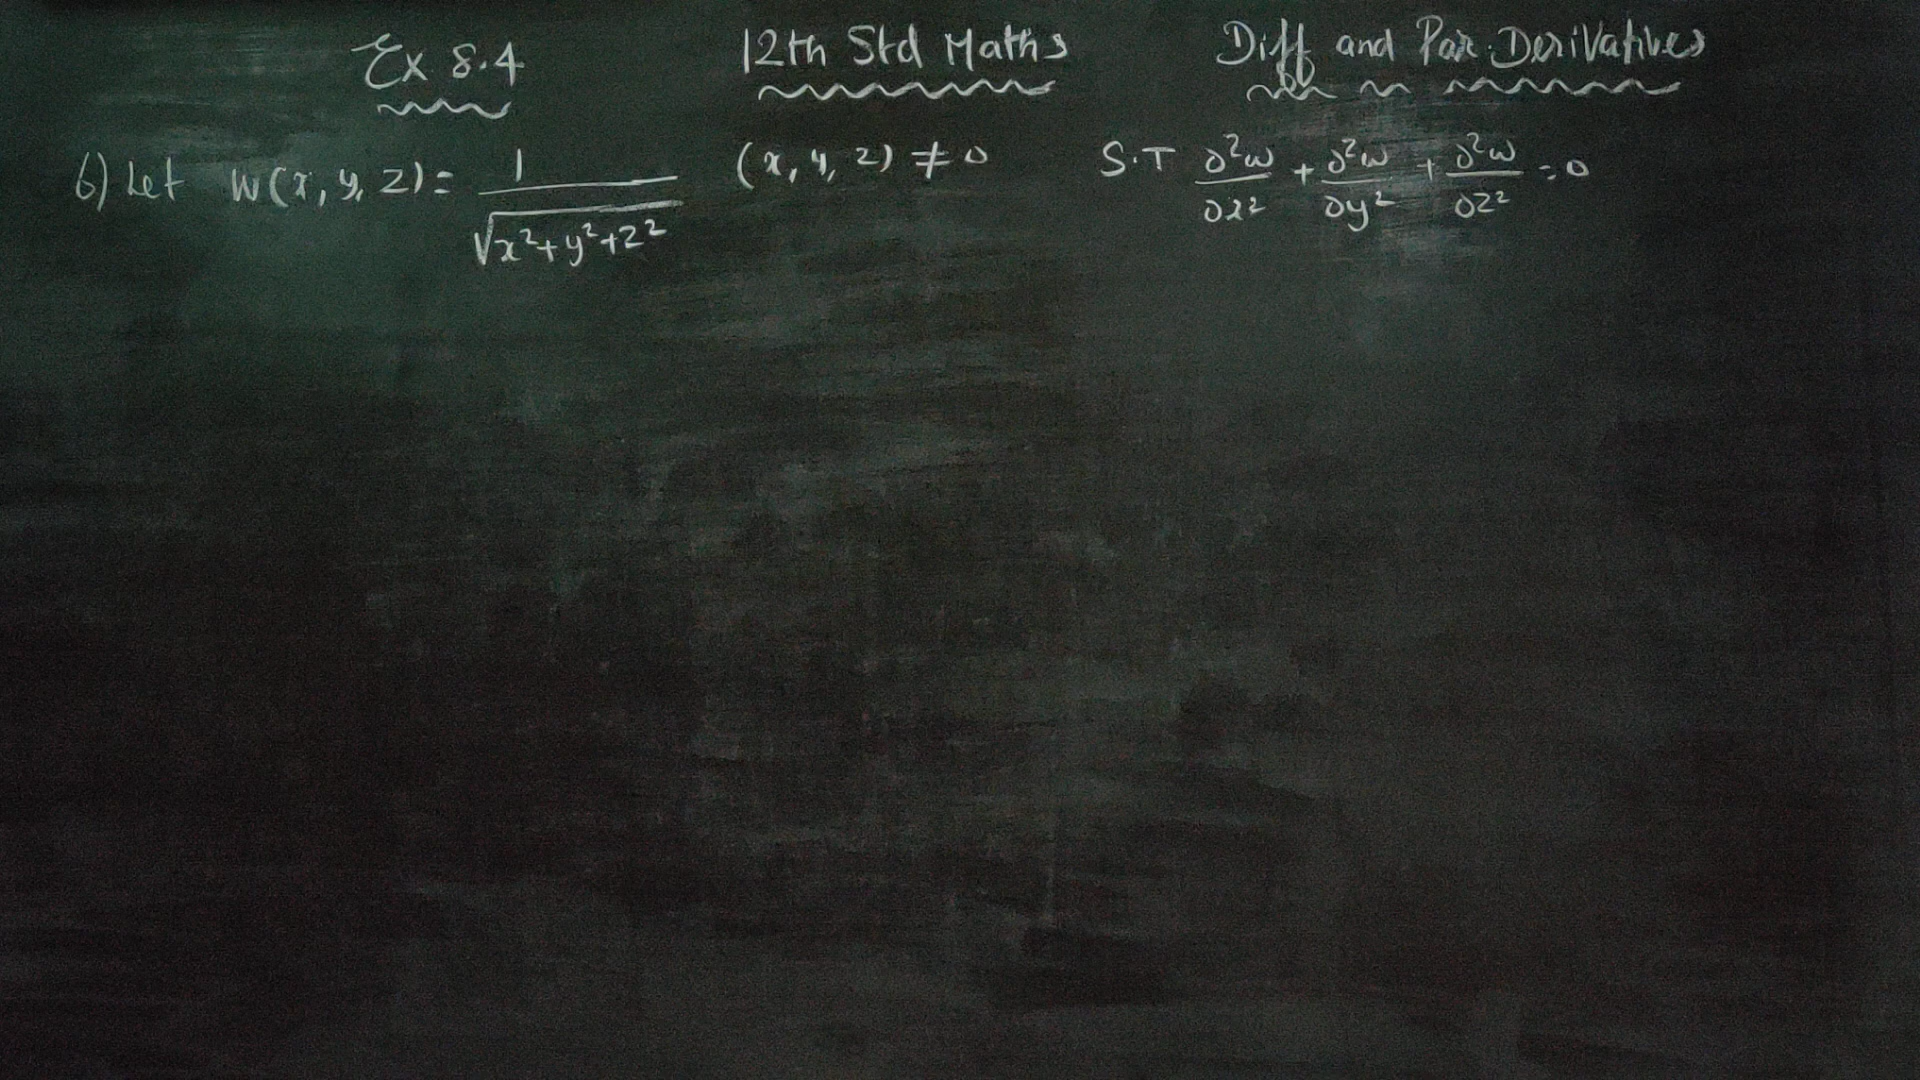 Ex 8.4 12th Std Maths Diff and Par. Derivatives
6) Let w(x, y, z) = 1/√(x²+y²+z²) (x, y, z) ≠ 0 S.T ∂²w/∂x² + ∂²w/∂y² + ∂²w/∂z² = 0